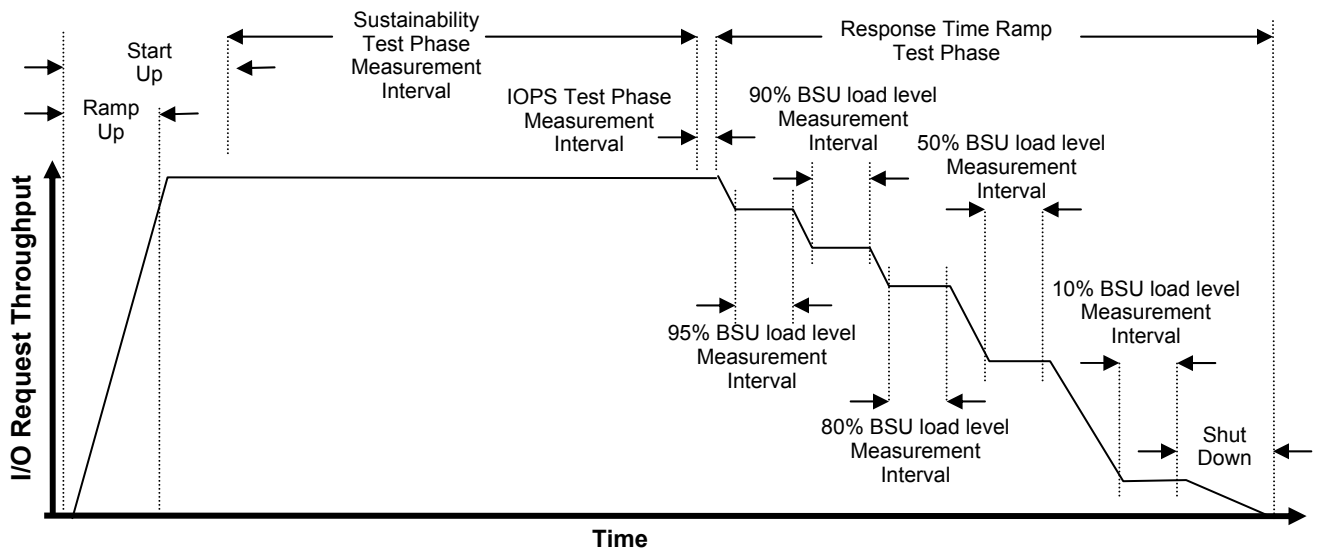 Sustainability
Test Phase
Measurement
Interval
Response Time Ramp
Test Phase
Start
Up
Ramp
Up
IOPS Test Phase
Measurement
Interval
90% BSU load level
Measurement
Interval
50% BSU load level
Measurement
Interval
I/O Request Throughput
95% BSU load level
Measurement
Interval
10% BSU load level
Measurement
Interval
80% BSU load level
Measurement
Interval
Shut
Down
Time